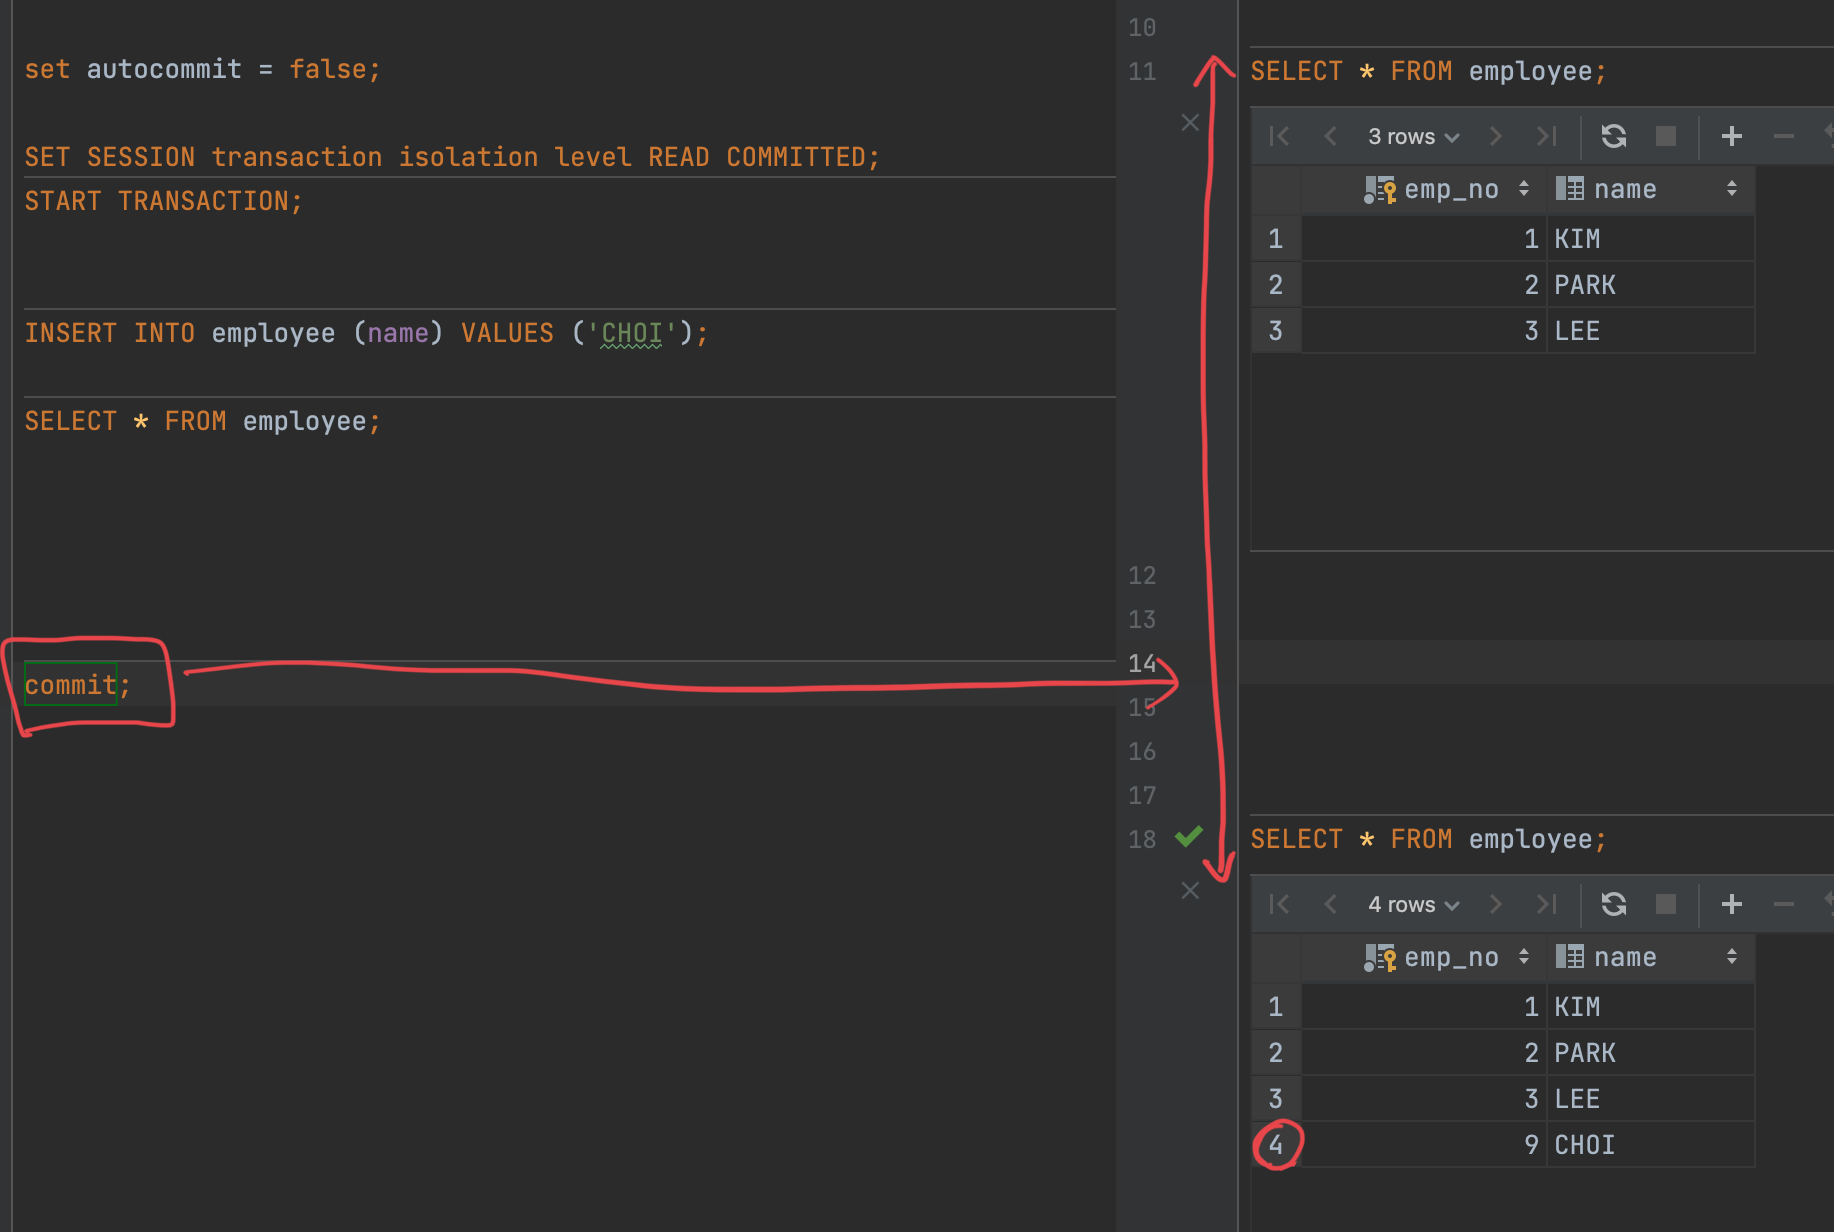 set autocommit = false;
SET SESSION transaction isolation level READ COMMITTED;
START TRANSACTION;
INSERT INTO employee (name) VALUES ('CHOI');
SELECT * FROM employee;
commit;
10
11 SELECT * FROM employee;
3 rows
emp_no name
1 1 KIM
2 2 PARK
3 3 LEE
12
13
14
15
16
17
18 SELECT * FROM employee;
4 rows
emp_no name
1 1 KIM
2 2 PARK
3 3 LEE
4 9 CHOI